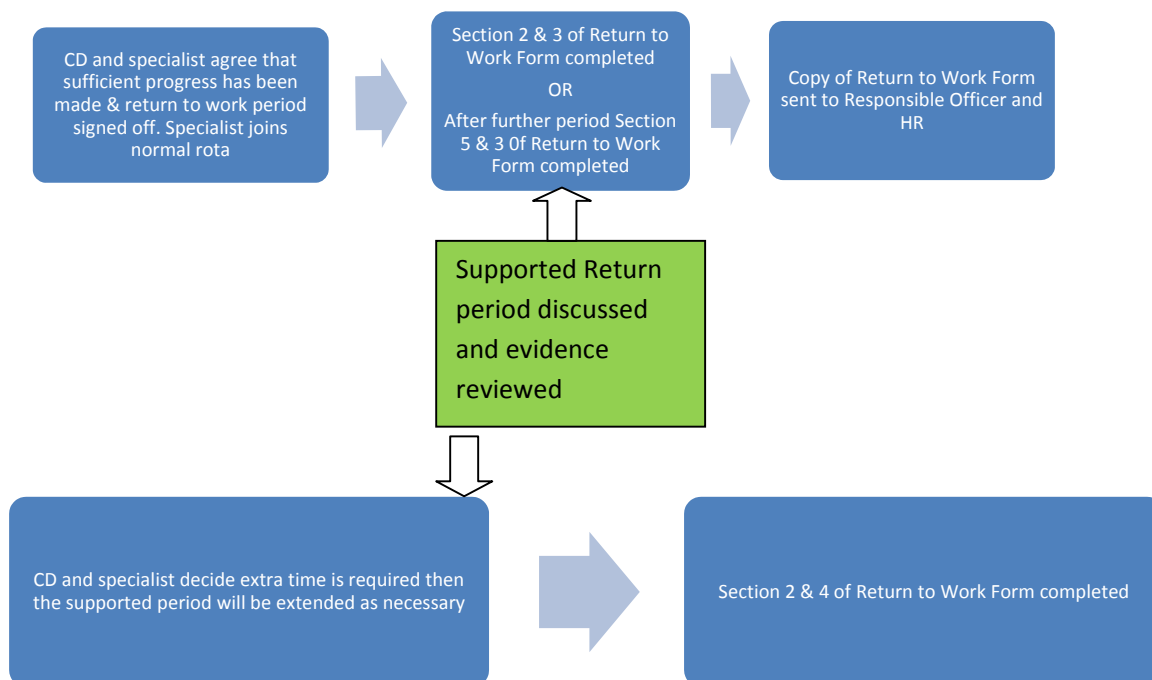 CD and specialist agree that
sufficient progress has been
made & return to work period
signed off. Specialist joins
normal rota
Section 2 & 3 of Return to
Work Form completed
OR
After further period Section
5 & 3 0f Return to Work
Form completed
Copy of Return to Work Form
sent to Responsible Officer and
HR
Supported Return
period discussed
and evidence
reviewed
CD and specialist decide extra time is required then
the supported period will be extended as necessary
Section 2 & 4 of Return to Work Form completed